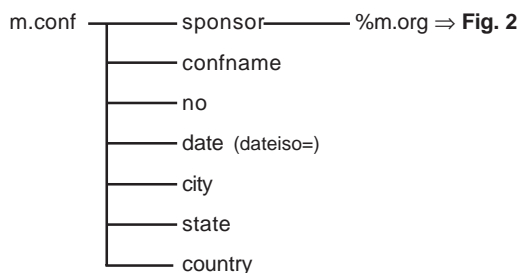 m.conf sponsor %m.org ⇒ Fig. 2
confname
no
date (dateiso=)
city
state
country